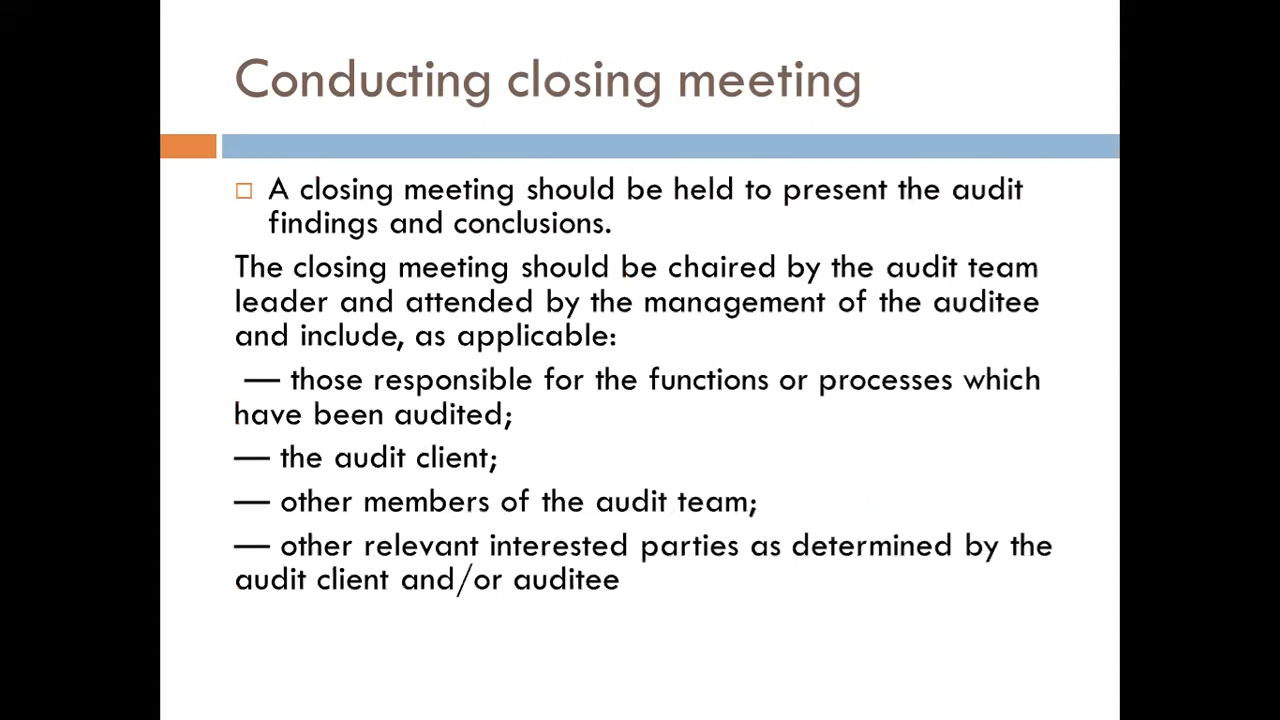 Conducting closing meeting
A closing meeting should be held to present the audit
findings and conclusions.
The closing meeting should be chaired by the audit team
leader and attended by the management of the auditee
and include, as applicable:
— those responsible for the functions or processes which
have been audited;
— the audit client;
— other members of the audit team;
— other relevant interested parties as determined by the
audit client and/or auditee